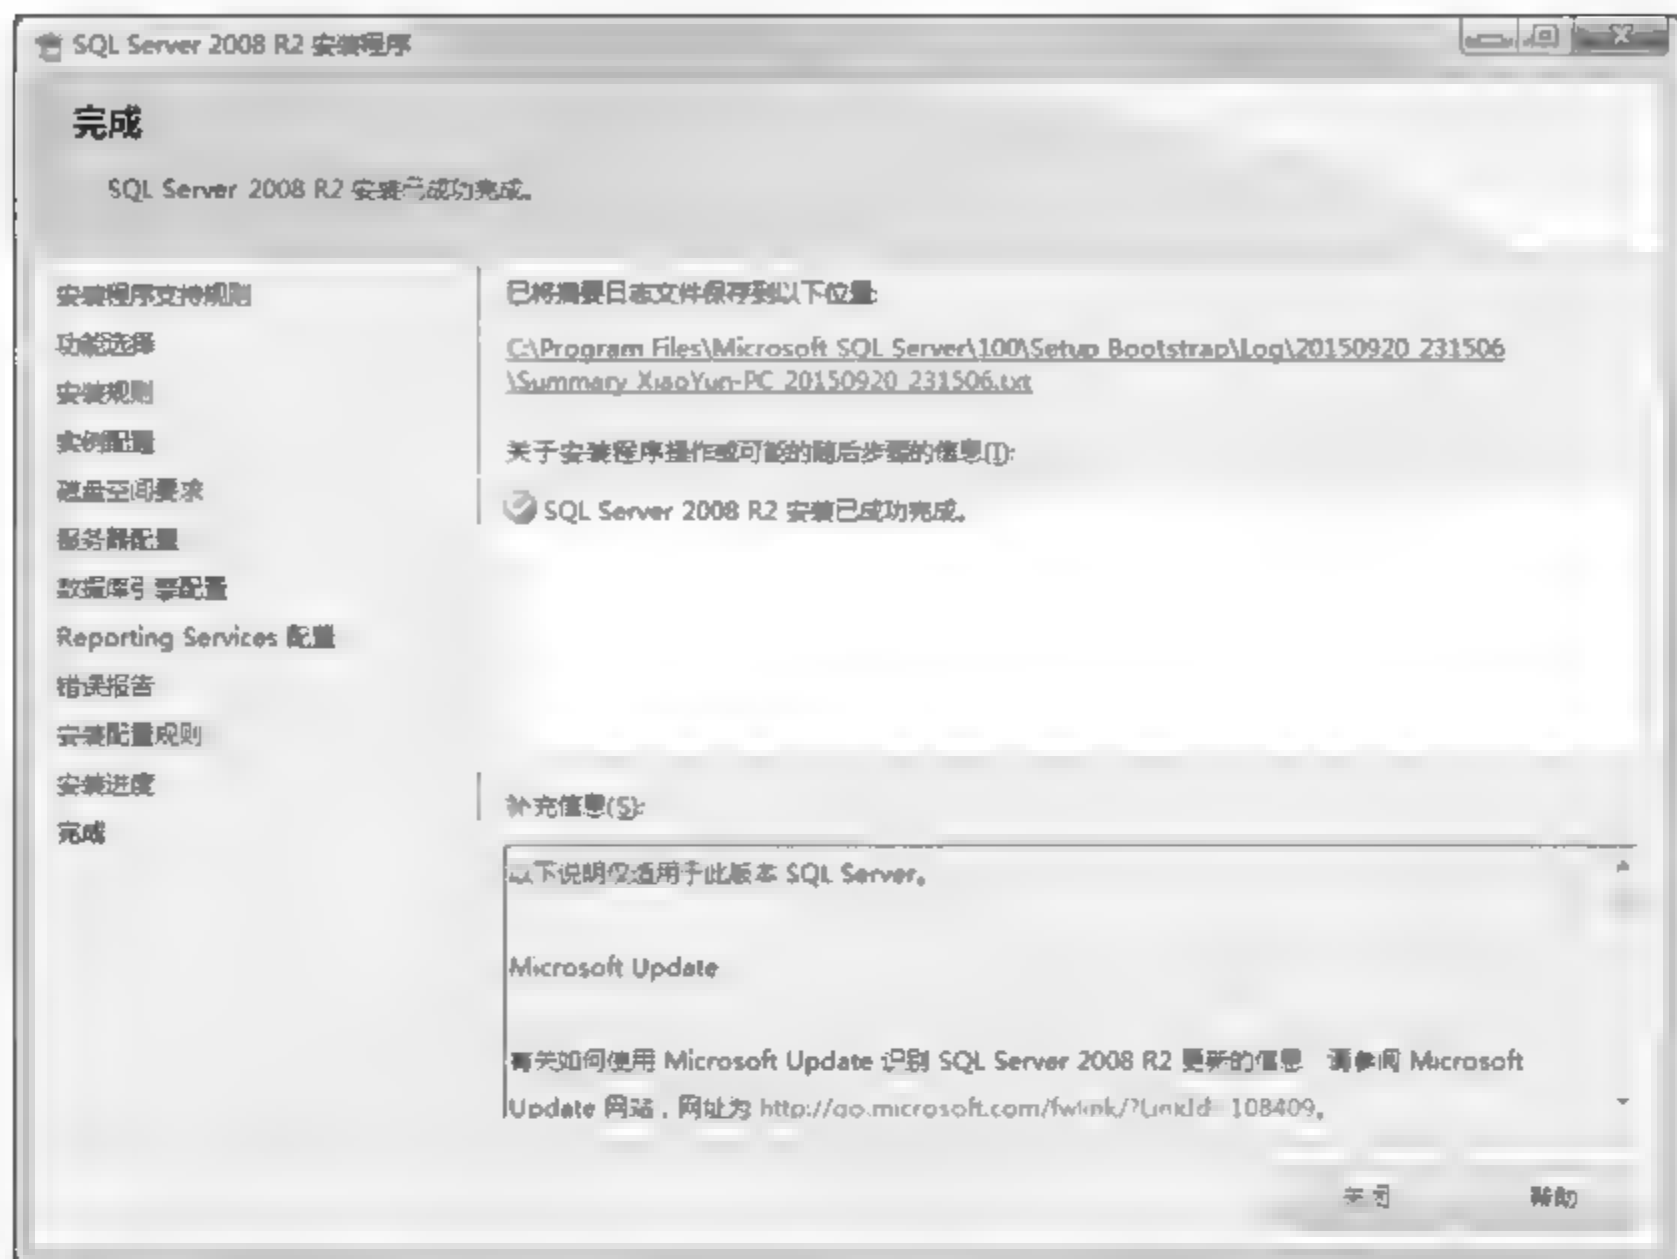 SQL Server 2008 R2 安装程序
完成
SQL Server 2008 R2 安装已成功完成。
安装程序支持规则
功能选择
安装规则
实例配置
磁盘空间要求
服务器配置
数据库引擎配置
Reporting Services 配置
错误报告
安装配置规则
安装进度
完成
已将摘要日志文件保存到以下位置:
C:\Program Files\Microsoft SQL Server\100\Setup Bootstrap\Log\20150920_231506
\Summary_XiaoYun-PC_20150920_231506.txt
关于安装程序操作或可能的随后步骤的信息(I):
SQL Server 2008 R2 安装已成功完成。
补充信息(S):
以下说明仅适用于此版本 SQL Server。
Microsoft Update
有关如何使用 Microsoft Update 识别 SQL Server 2008 R2 更新的信息，请参阅 Microsoft
Update 网站，网址为 http://go.microsoft.com/fwlink/?LinkId=108409。
关闭
帮助